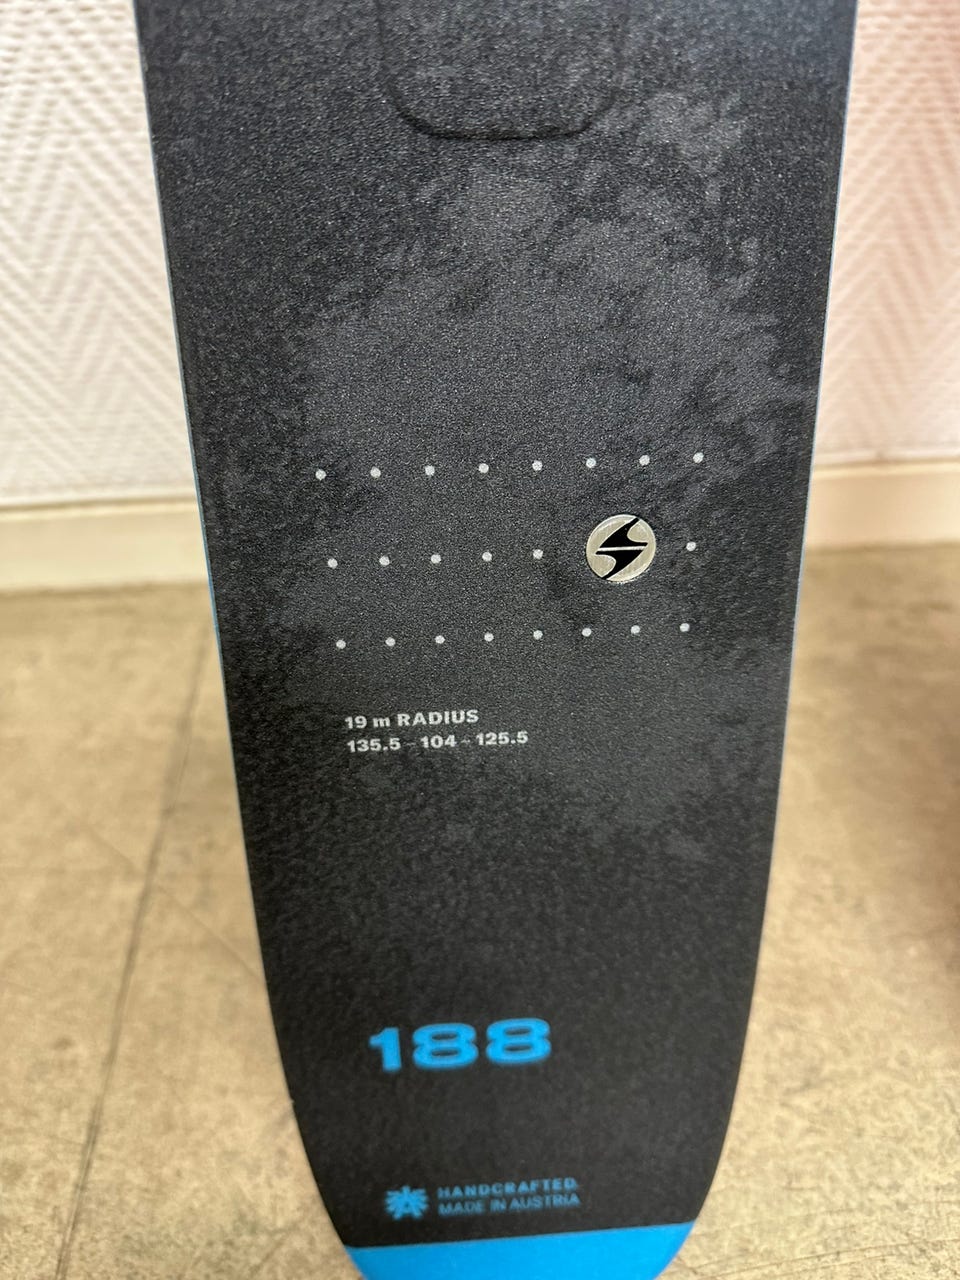 19 m RADIUS
135.5 - 104 - 125.5
188
HANDCRAFTED
MADE IN AUSTRIA